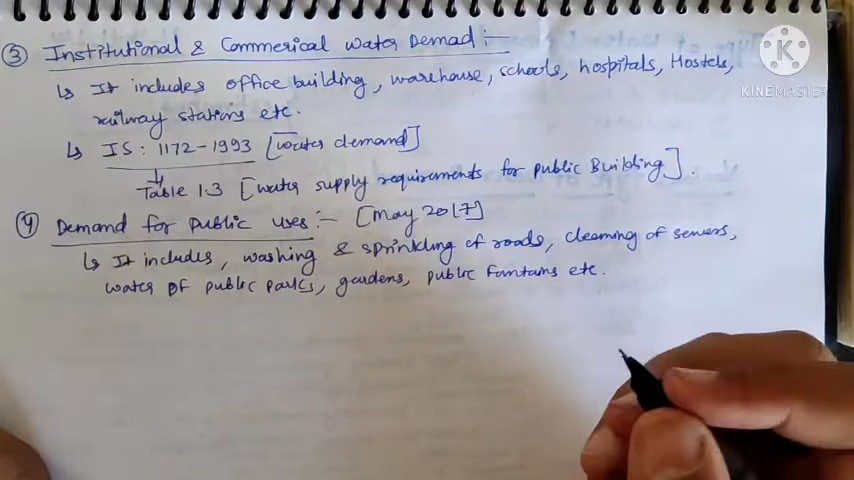 ③ Institutional & Commerical water Demad :-
↳ It includes office building, warehouse, schools, hospitals, Hostels,
railway stations etc.
↳ IS: 1172-1993 [water demand]
Table 1.3 [water supply requirements for public Building].
④ Demand for public uses :- [May 2017]
↳ It includes, washing & sprinkling of roads, cleaning of sewers,
water of public parks, gardens, public funtains etc.
KINEMASTER